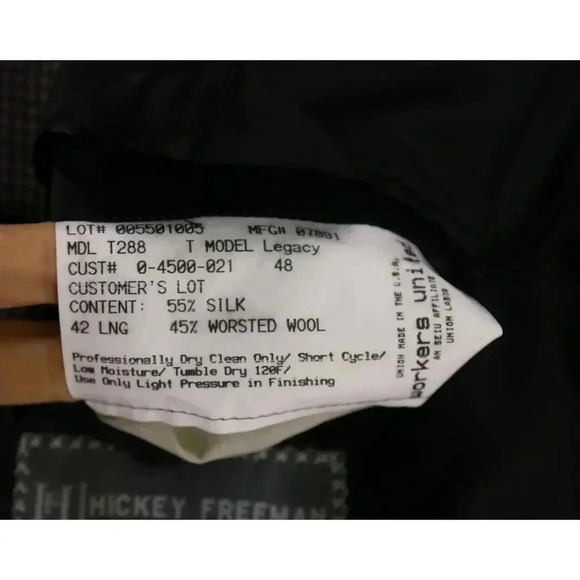 LOT# 005501005 MFG# 07891
MDL T288 T MODEL Legacy
CUST# 0-4500-021 48
CUSTOMER'S LOT
CONTENT: 55% SILK
42 LNG 45% WORSTED WOOL
Professionally Dry Clean Only/ Short Cycle/
Low Moisture/ Tumble Dry 120F/
Use Only Light Pressure in Finishing
UNION MADE IN THE U.S.A.
workers united
AN SEIU AFFILIATE
UNION LABOR
HICKEY FREEMAN